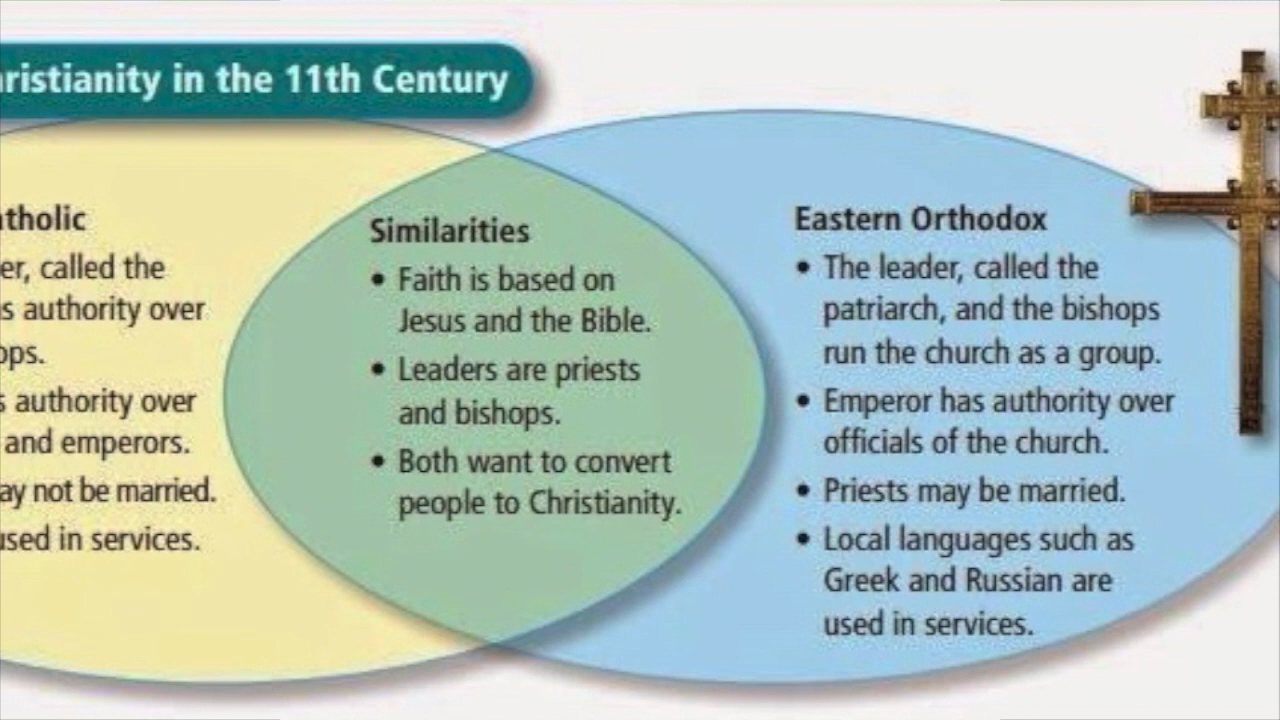 ristianity in the 11th Century
tholic
er, called the
s authority over
ops.
s authority over
and emperors.
ay not be married.
used in services.
Similarities
• Faith is based on
Jesus and the Bible.
• Leaders are priests
and bishops.
• Both want to convert
people to Christianity.
Eastern Orthodox
• The leader, called the
patriarch, and the bishops
run the church as a group.
• Emperor has authority over
officials of the church.
• Priests may be married.
• Local languages such as
Greek and Russian are
used in services.